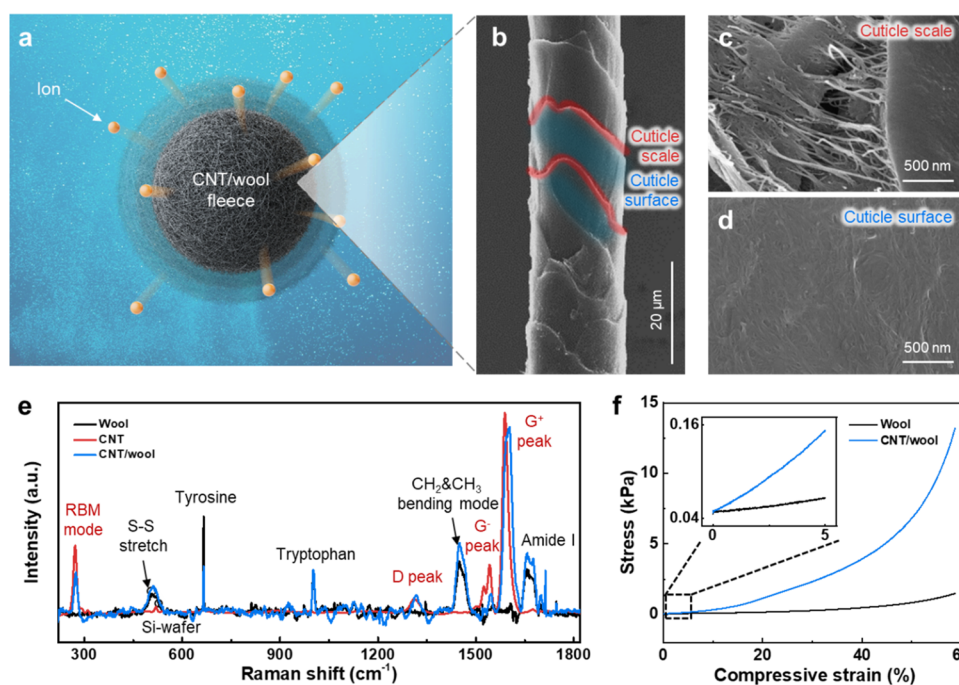 a
Ion
CNT/wool
fleece
b
Cuticle
scale
Cuticle
surface
20 µm
c
Cuticle scale
500 nm
d
Cuticle surface
500 nm
e
Wool
CNT
CNT/wool
RBM
mode
S-S
stretch
Si-wafer
Tyrosine
Tryptophan
D peak
CH₂&CH₃
bending mode
G⁻
peak
G⁺
peak
Amide I
Intensity (a.u.)
300
600
900
1200
1500
1800
Raman shift (cm⁻¹)
f
Wool
CNT/wool
Stress (kPa)
15
10
5
0
0.16
0.04
0
5
0
20
40
Compressive strain (%)